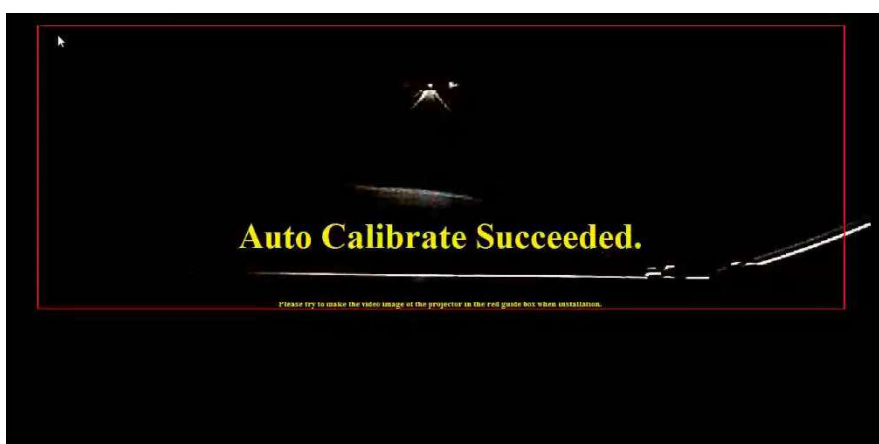 Auto Calibrate Succeeded.
Please try to make the video image of the projector in the red guide box when installation.